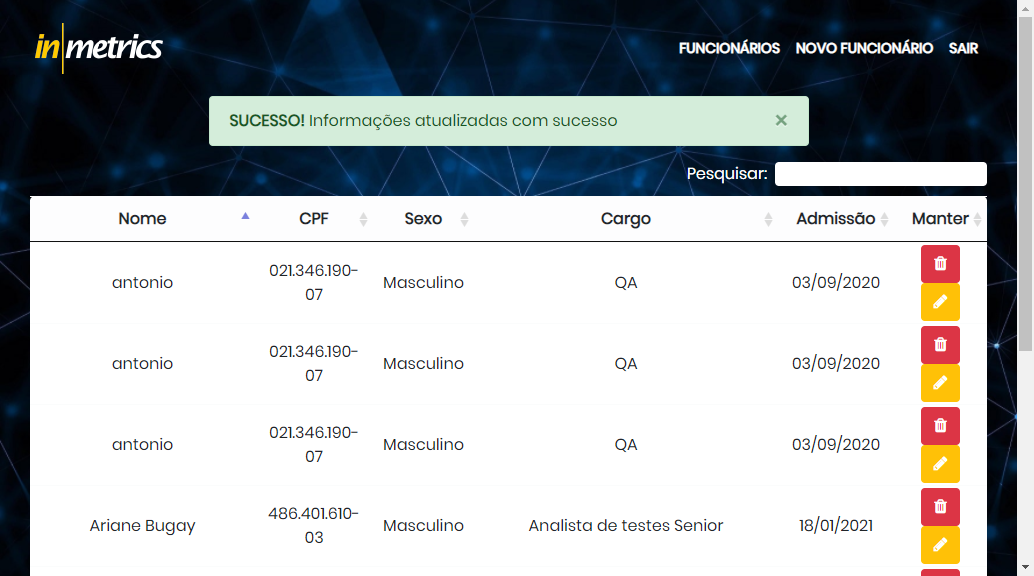 in|metrics
FUNCIONÁRIOS NOVO FUNCIONÁRIO SAIR
SUCESSO! Informações atualizadas com sucesso ×
Pesquisar:
Nome CPF Sexo Cargo Admissão Manter
antonio 021.346.190-07 Masculino QA 03/09/2020
antonio 021.346.190-07 Masculino QA 03/09/2020
antonio 021.346.190-07 Masculino QA 03/09/2020
Ariane Bugay 486.401.610-03 Masculino Analista de testes Senior 18/01/2021